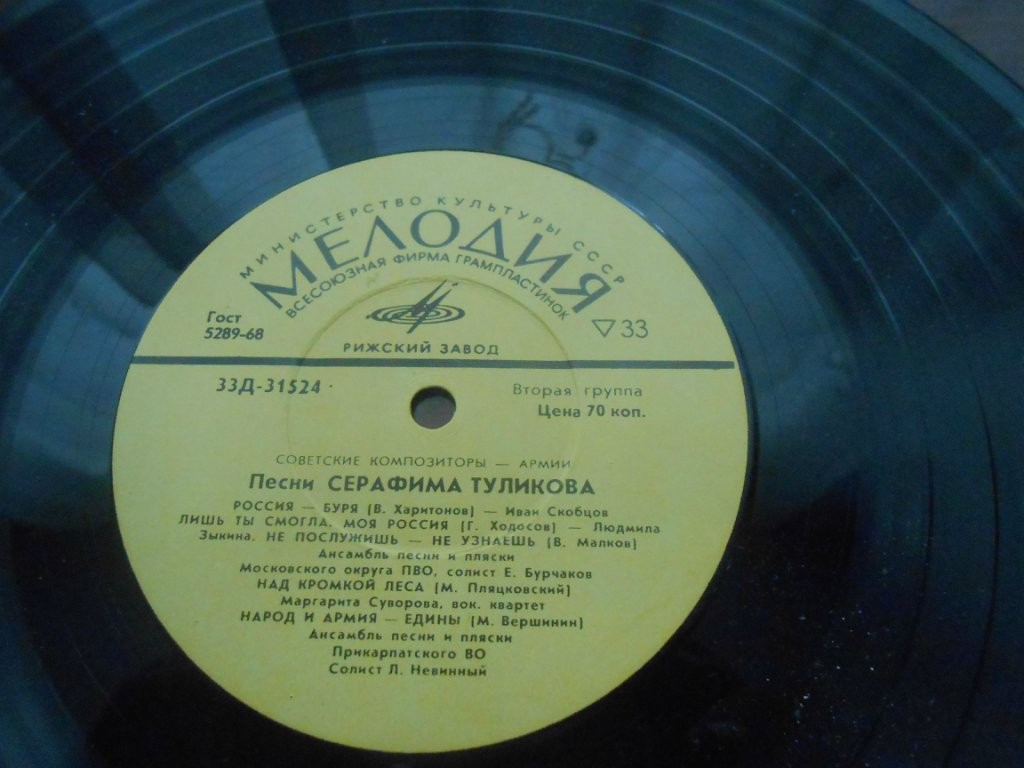 МИНИСТЕРСТВО КУЛЬТУРЫ СССР
МЕЛОДИЯ
ВСЕСОЮЗНАЯ ФИРМА ГРАМПЛАСТИНОК
Гост
5289-68
33
РИЖСКИЙ ЗАВОД
33Д-31524
Вторая группа
Цена 70 коп.
СОВЕТСКИЕ КОМПОЗИТОРЫ — АРМИИ
Песни СЕРАФИМА ТУЛИКОВА
РОССИЯ — БУРЯ (В. Харитонов) — Иван Скобцов
ЛИШЬ ТЫ СМОГЛА, МОЯ РОССИЯ (Г. Ходосов) — Людмила
Зыкина. НЕ ПОСЛУЖИШЬ — НЕ УЗНАЕШЬ (В. Малков)
Ансамбль песни и пляски
Московского округа ПВО, солист Е. Бурчаков
НАД КРОМКОЙ ЛЕСА (М. Пляцковский)
Маргарита Суворова, вок. квартет
НАРОД И АРМИЯ — ЕДИНЫ (М. Вершинин)
Ансамбль песни и пляски
Прикарпатского ВО
Солист Л. Невинный